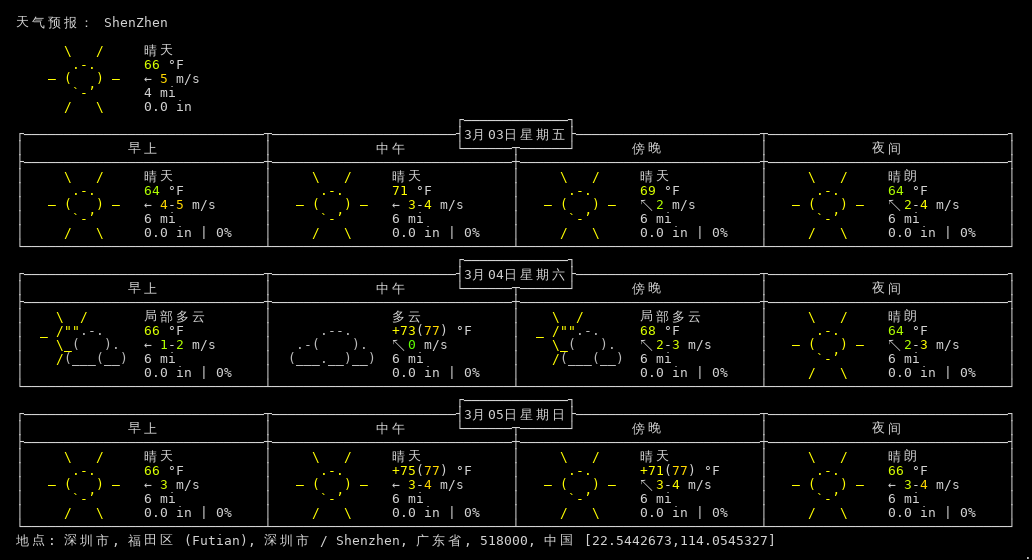 天气预报： ShenZhen
晴天
66 °F
← 5 m/s
4 mi
0.0 in
3月03日星期五
早上 中午 傍晚 夜间
晴天 晴天 晴天 晴朗
64 °F 71 °F 69 °F 64 °F
← 4-5 m/s ← 3-4 m/s ↖ 2 m/s ↖ 2-4 m/s
6 mi 6 mi 6 mi 6 mi
0.0 in | 0% 0.0 in | 0% 0.0 in | 0% 0.0 in | 0%
3月04日星期六
早上 中午 傍晚 夜间
局部多云 多云 局部多云 晴朗
66 °F +73(77) °F 68 °F 64 °F
← 1-2 m/s ↖ 0 m/s ↖ 2-3 m/s ↖ 2-3 m/s
6 mi 6 mi 6 mi 6 mi
0.0 in | 0% 0.0 in | 0% 0.0 in | 0% 0.0 in | 0%
3月05日星期日
早上 中午 傍晚 夜间
晴天 晴天 晴天 晴朗
66 °F +75(77) °F +71(77) °F 66 °F
← 3 m/s ← 3-4 m/s ↖ 3-4 m/s ← 3-4 m/s
6 mi 6 mi 6 mi 6 mi
0.0 in | 0% 0.0 in | 0% 0.0 in | 0% 0.0 in | 0%
地点: 深圳市, 福田区 (Futian), 深圳市 / Shenzhen, 广东省, 518000, 中国 [22.5442673,114.0545327]